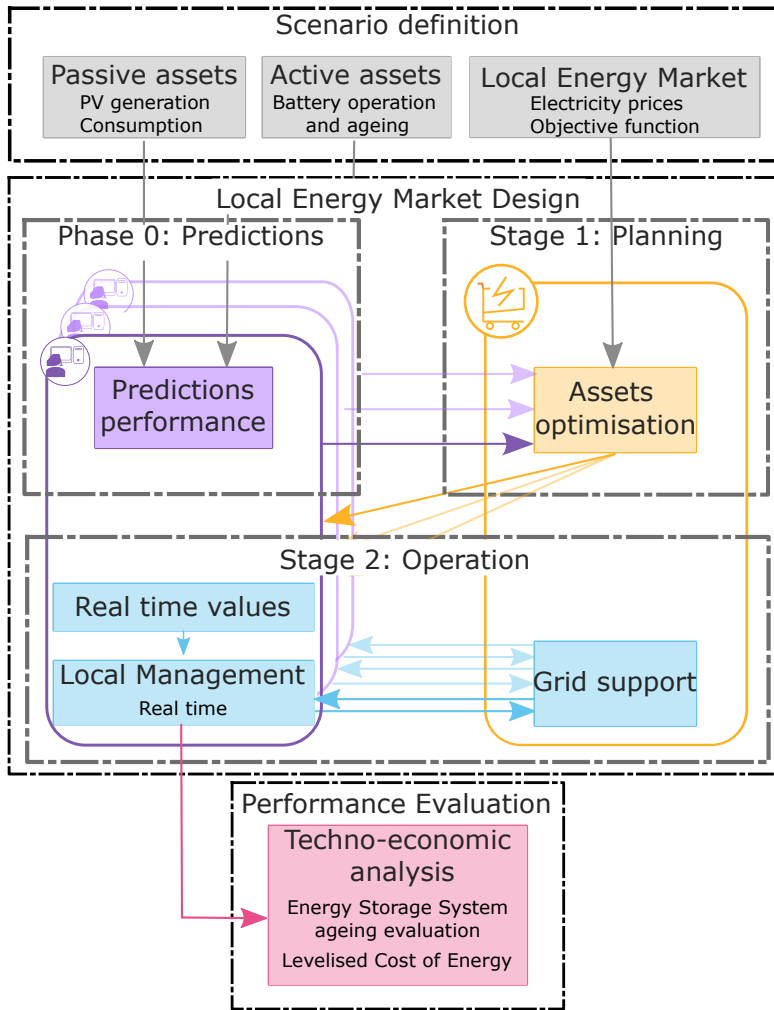 Scenario definition
Passive assets
PV generation
Consumption
Active assets
Battery operation
and ageing
Local Energy Market
Electricity prices
Objective function
Local Energy Market Design
Phase 0: Predictions
Stage 1: Planning
Predictions
performance
Assets
optimisation
Stage 2: Operation
Real time values
Local Management
Real time
Grid support
Performance Evaluation
Techno-economic
analysis
Energy Storage System
ageing evaluation
Levelised Cost of Energy